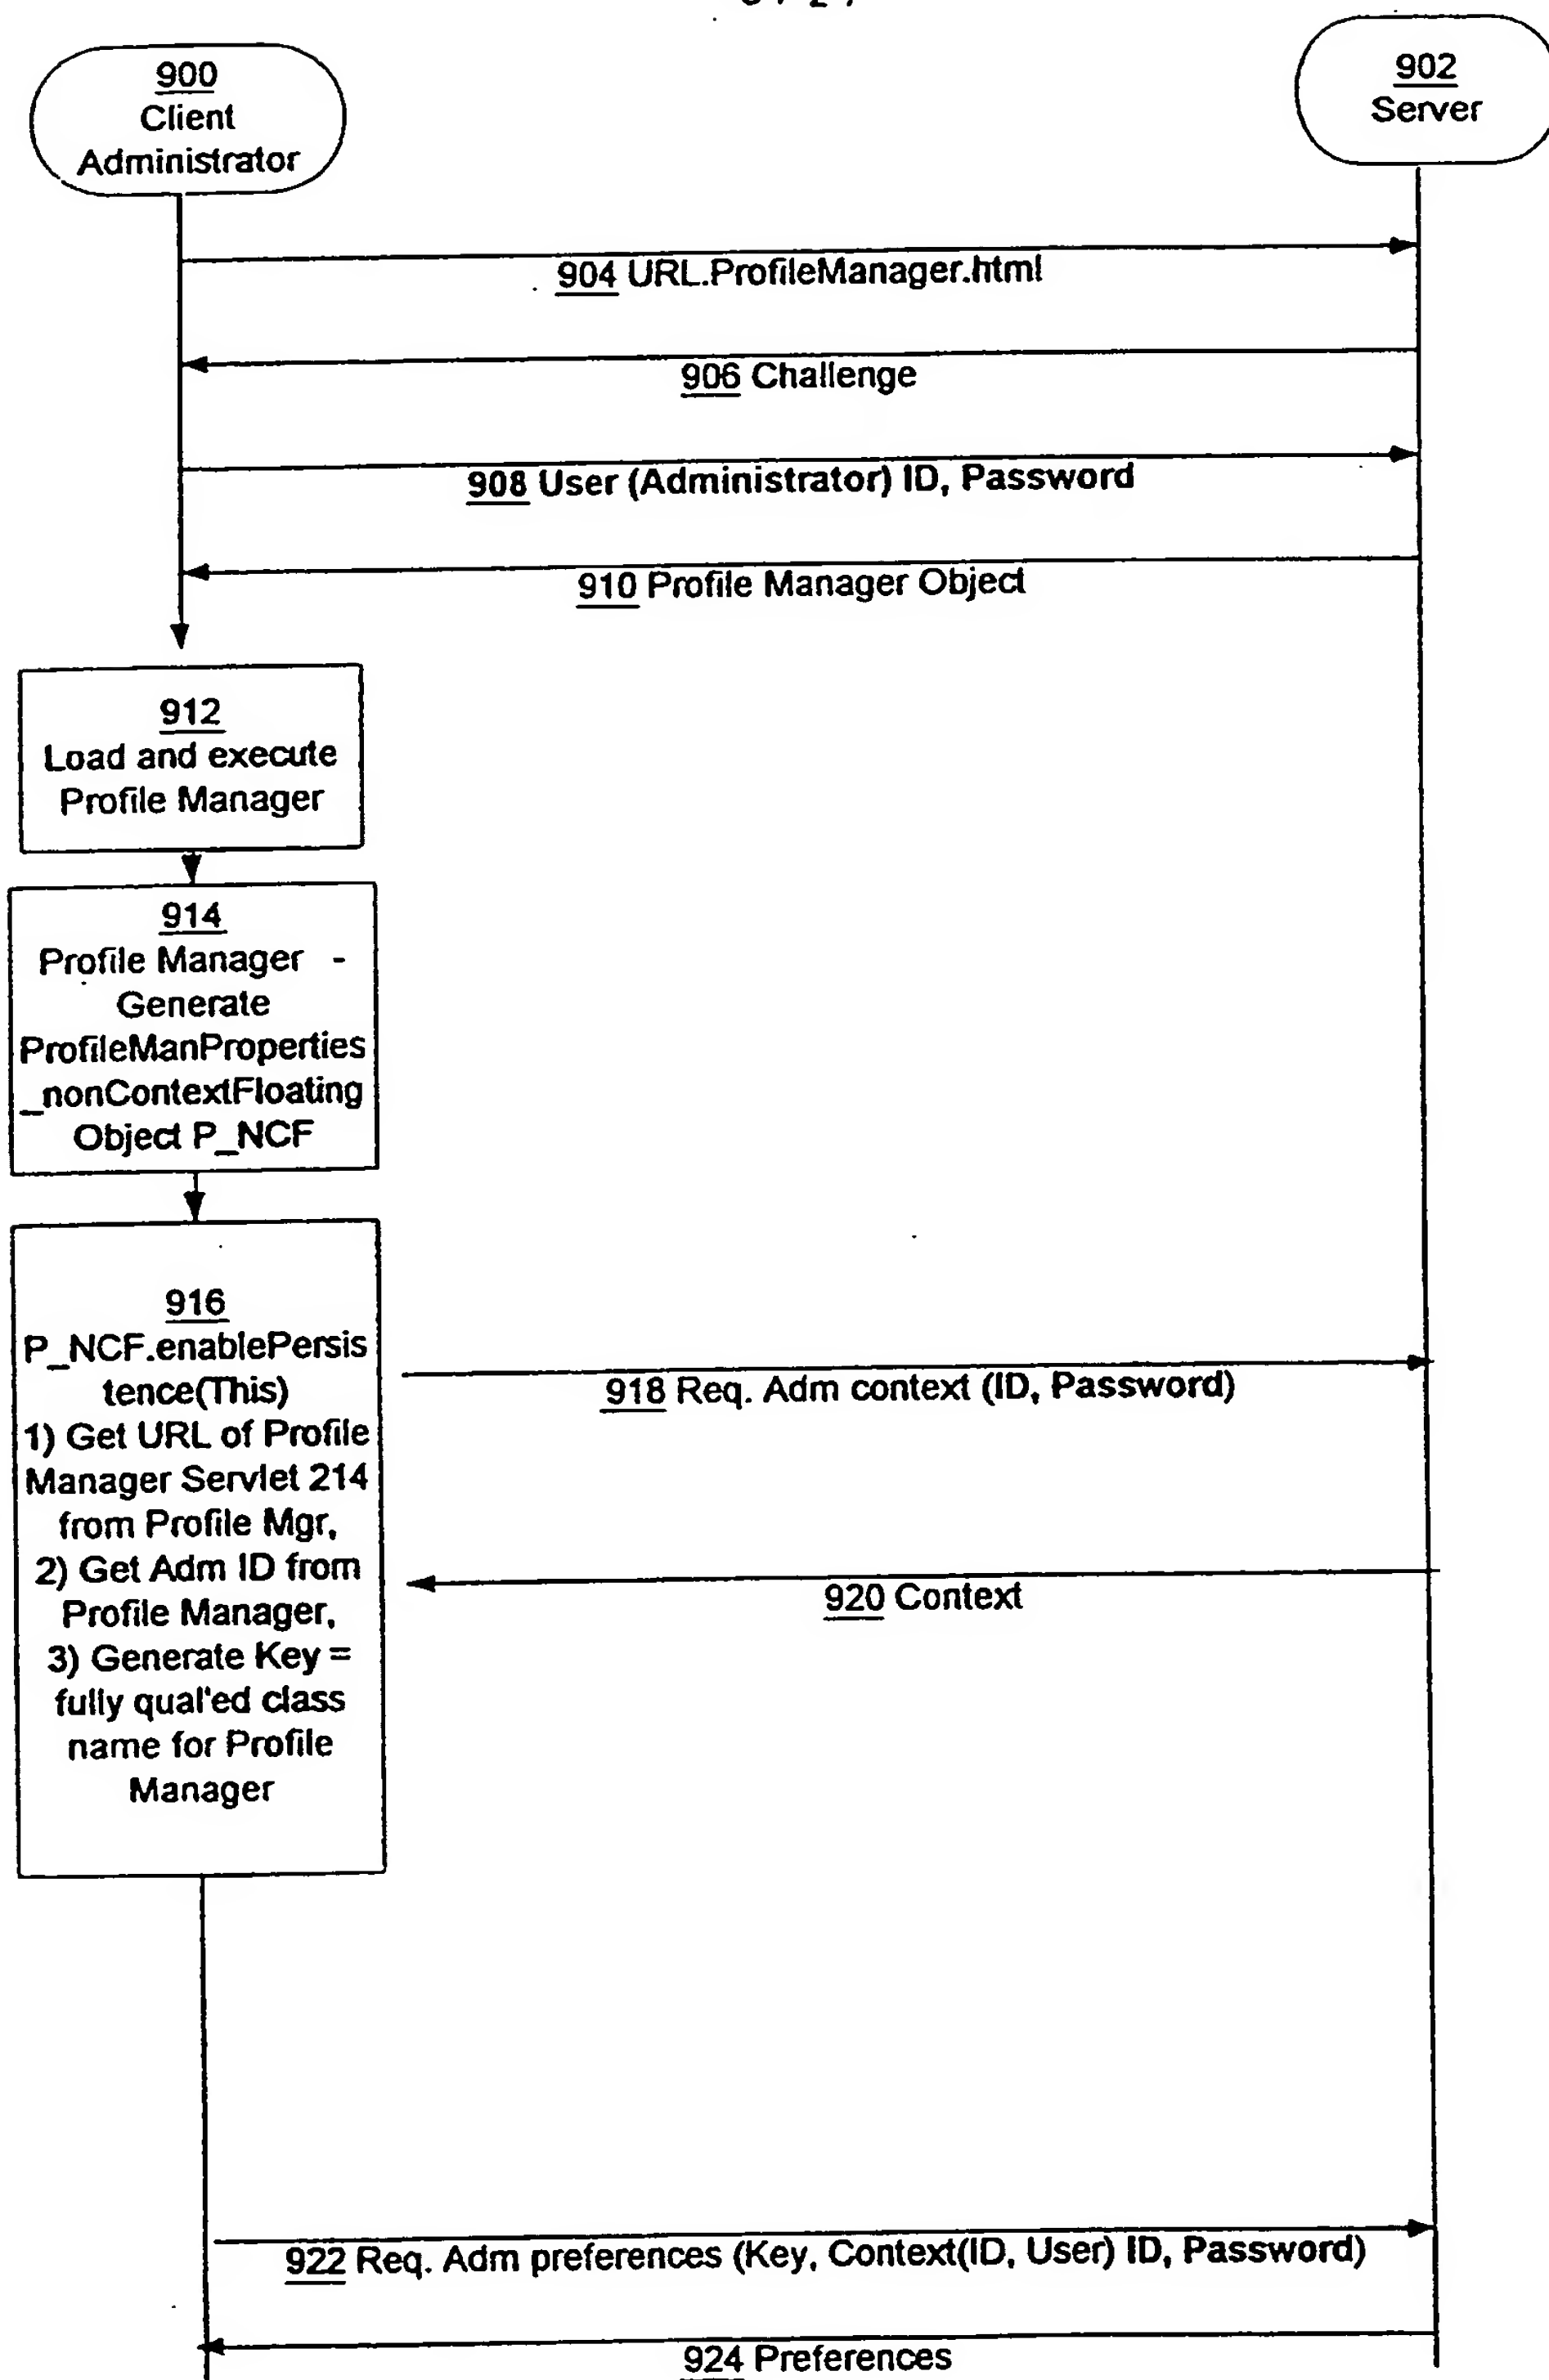 900
Client
Administrator
902
Server
904 URL.ProfileManager.html
906 Challenge
908 User (Administrator) ID, Password
910 Profile Manager Object
912
Load and execute
Profile Manager
914
Profile Manager -
Generate
ProfileManProperties
_nonContextFloating
Object P_NCF
916
P_NCF.enablePersis
tence(This)
1) Get URL of Profile
Manager Servlet 214
from Profile Mgr,
2) Get Adm ID from
Profile Manager,
3) Generate Key =
fully qual'ed class
name for Profile
Manager
918 Req. Adm context (ID, Password)
920 Context
922 Req. Adm preferences (Key, Context(ID, User) ID, Password)
924 Preferences